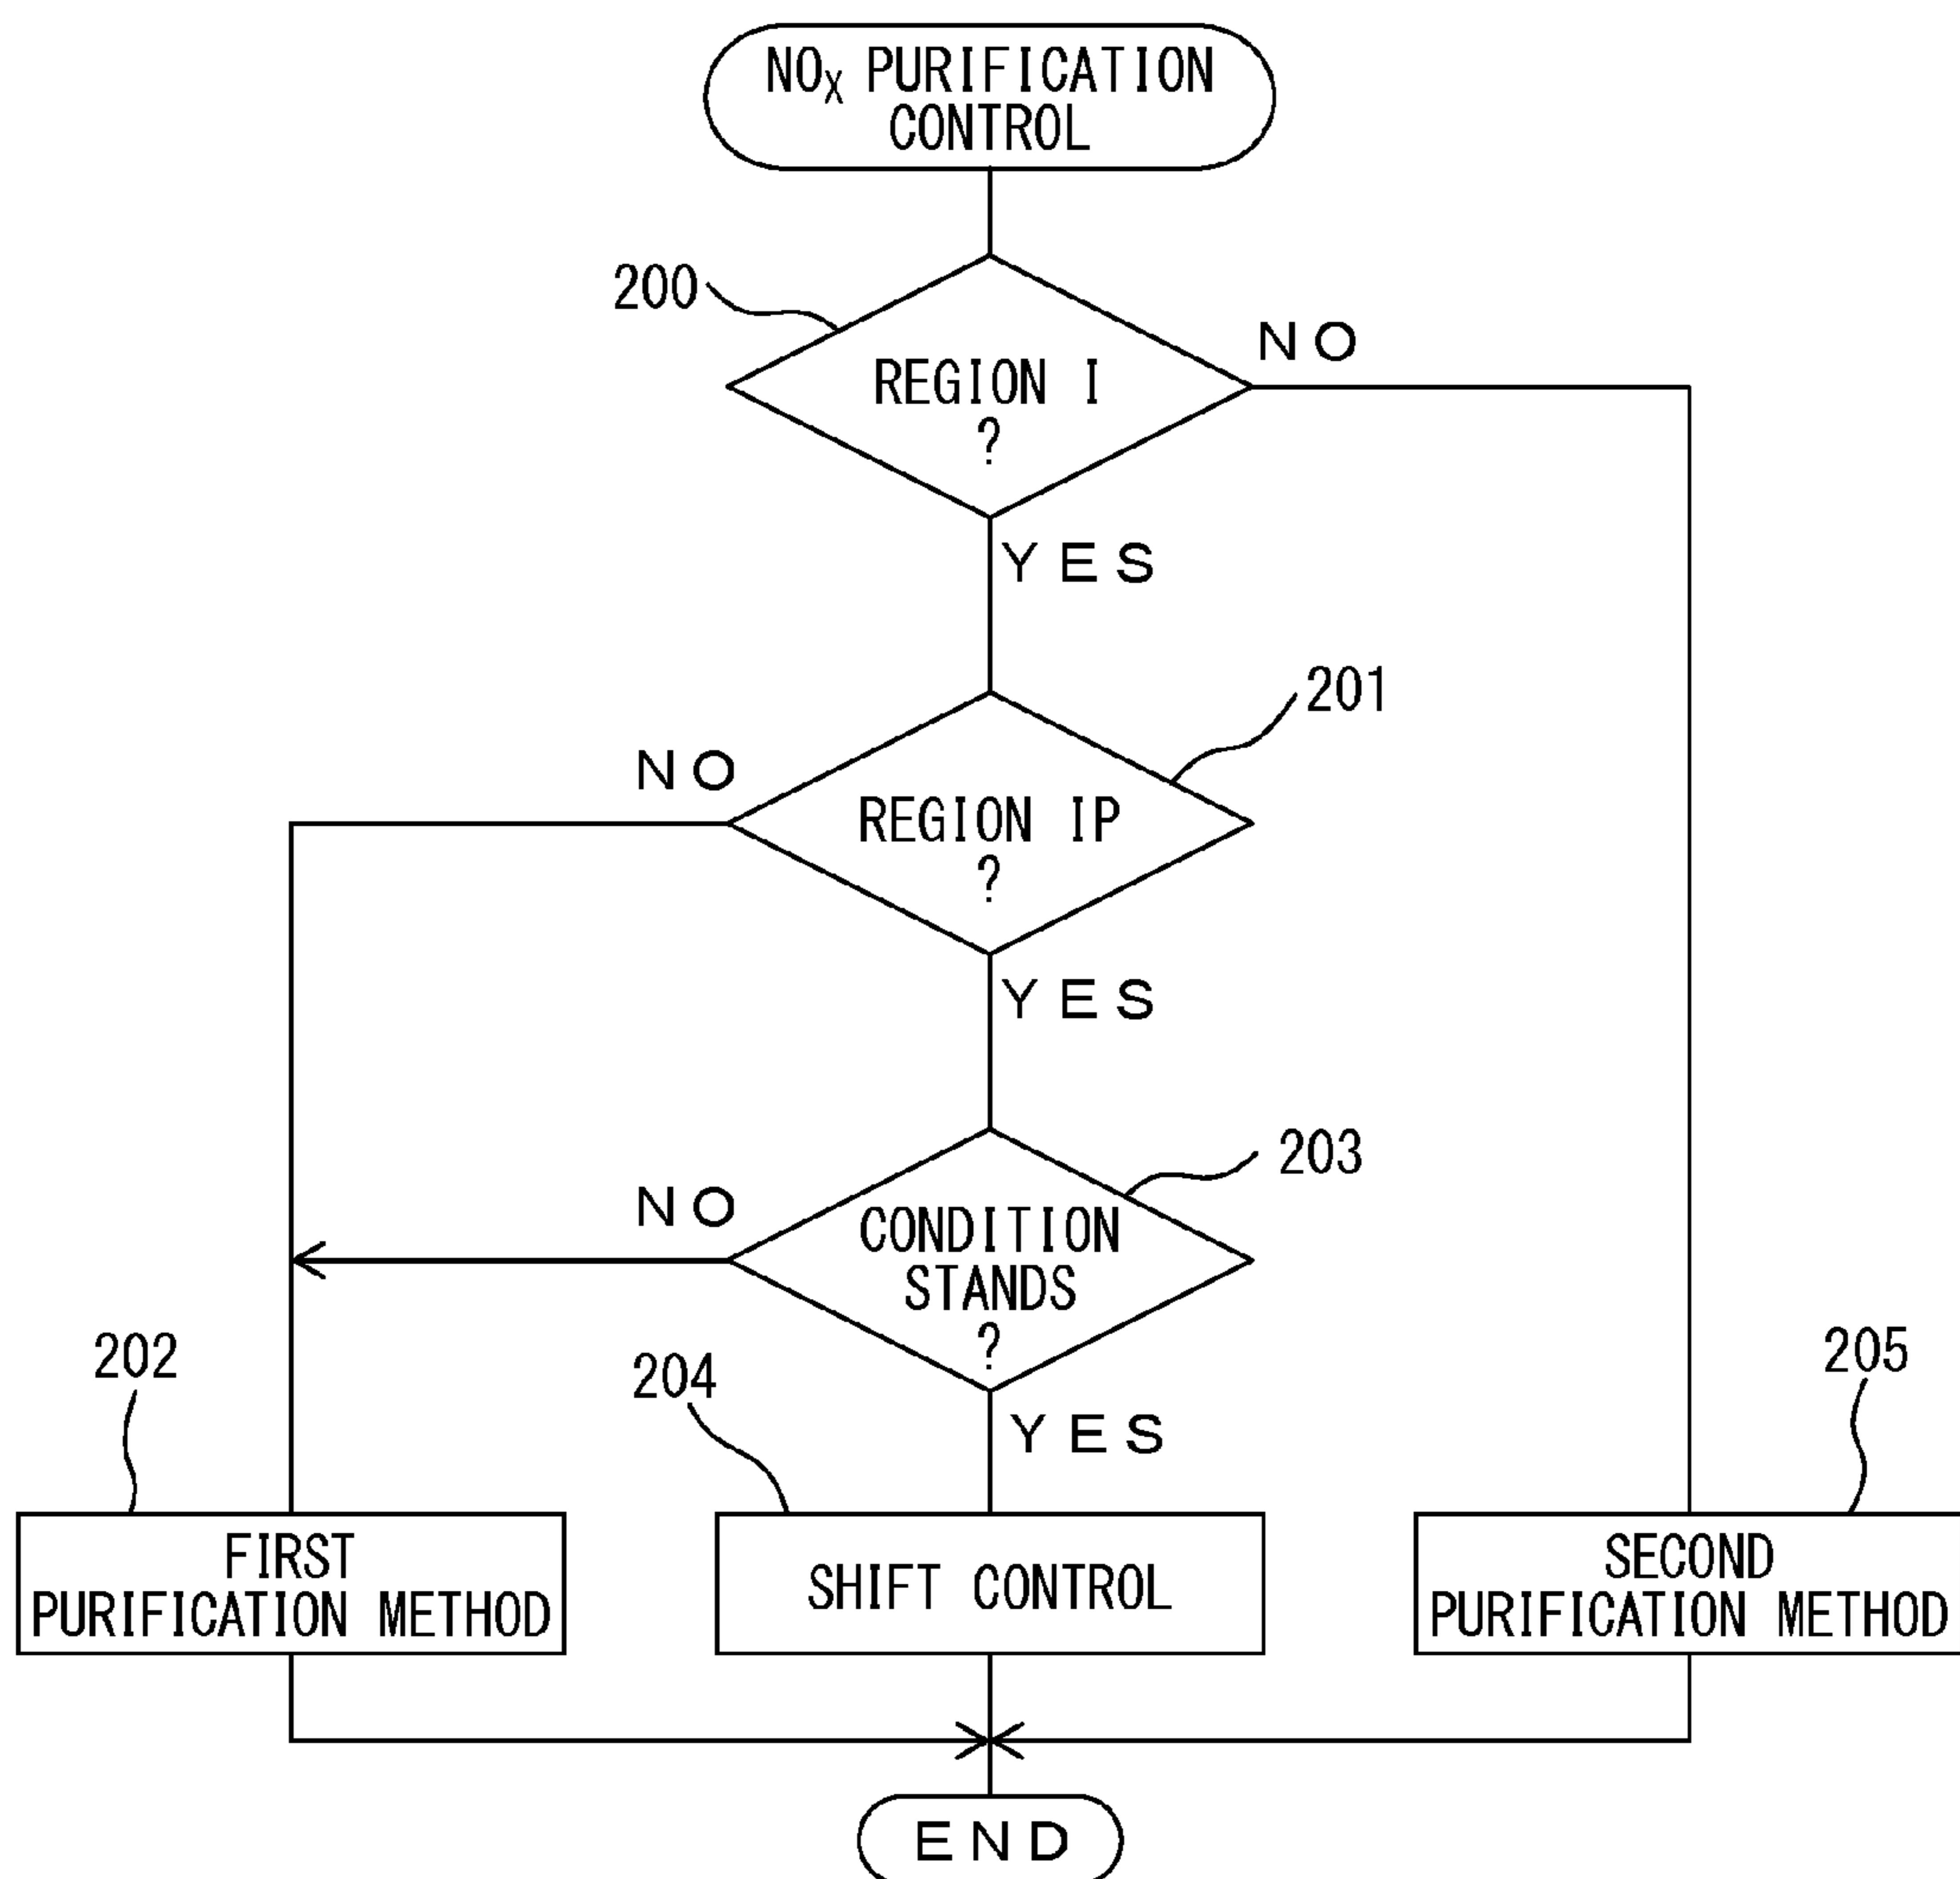 NOX PURIFICATION
CONTROL
200
NO
REGION I
?
YES
201
NO
REGION IP
?
YES
203
NO
CONDITION
STANDS
?
202
204
205
YES
FIRST
PURIFICATION METHOD
SHIFT CONTROL
SECOND
PURIFICATION METHOD
END